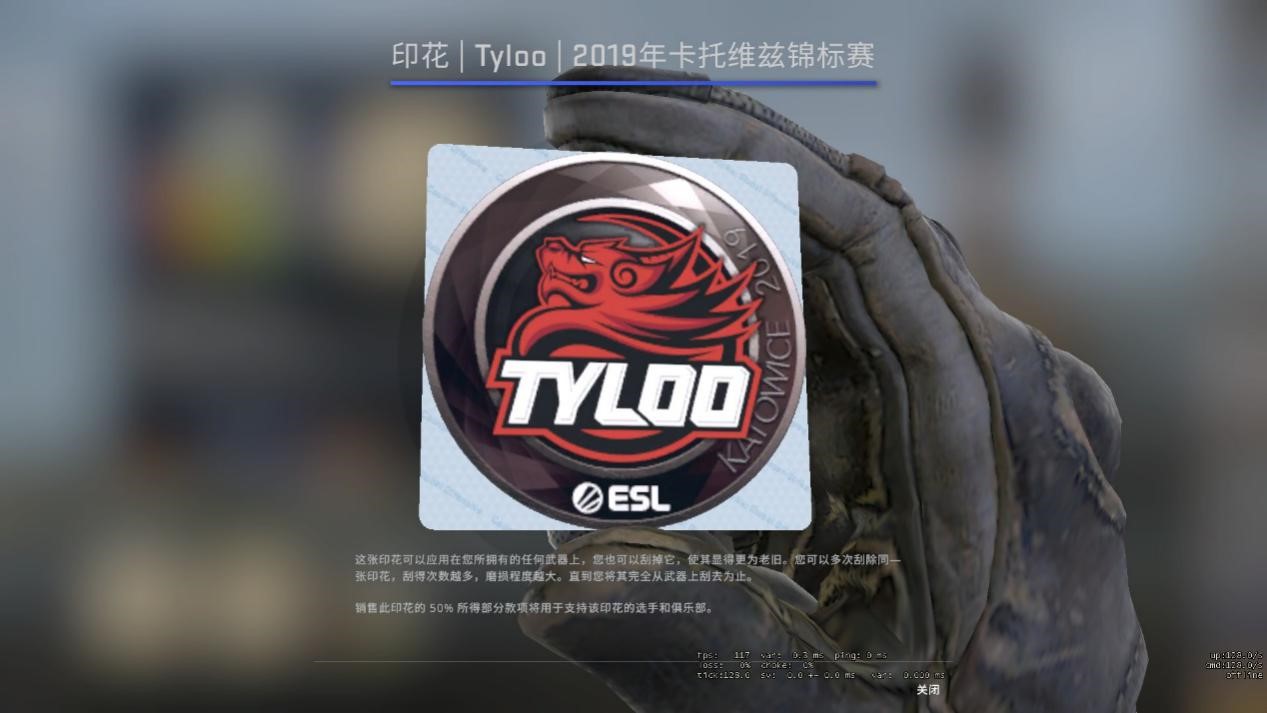 印花 | Tyloo | 2019年卡托维兹锦标赛
KATOWICE 2019
TYLOO
ESL
这张印花可以应用在您所拥有的任何武器上，您也可以刮掉它，使其显得更为老旧。您可以多次刮除同一
张印花，刮得次数越多，磨损程度越大。直到您将其完全从武器上刮去为止。
销售此印花的 50% 所得部分款项将用于支持该印花的选手和俱乐部。
fps: 117 var: 0.3 ms ping: 0 ms
loss: 0% choke: 0%
tick:128.0 sv: 0.0 +- 0.0 ms var: 0.000 ms
up:128.0/s
cmd:128.0/s
offline
关闭